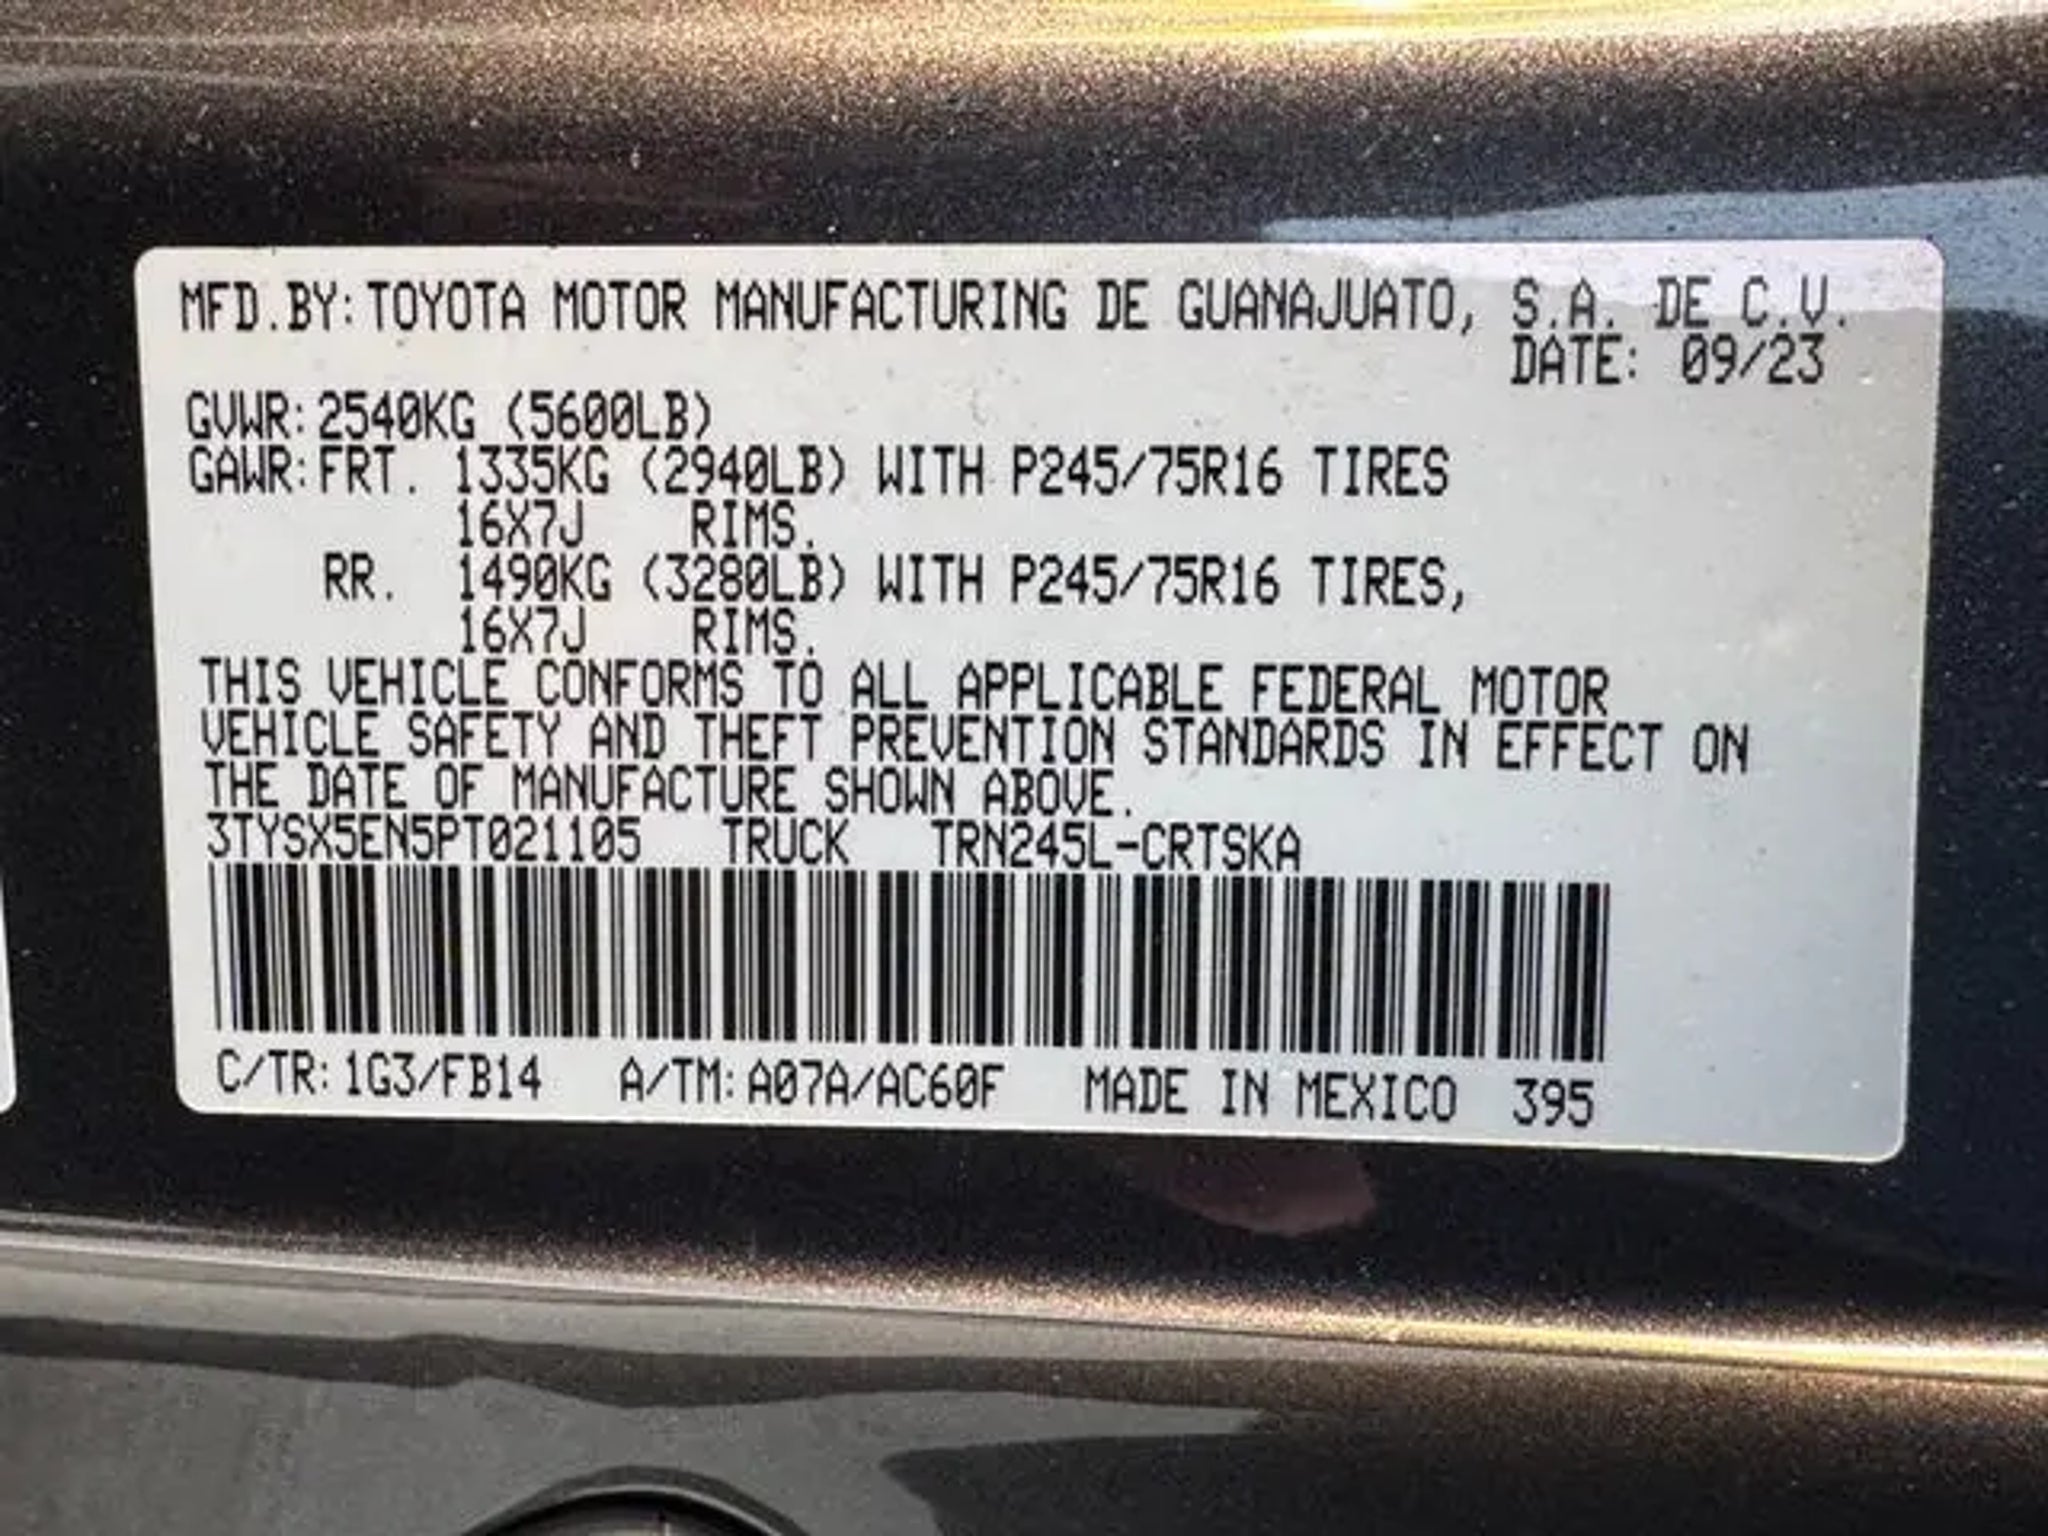 MFD.BY: TOYOTA MOTOR MANUFACTURING DE GUANAJUATO, S.A. DE C.V.
DATE: 09/23
GVWR: 2540KG (5600LB)
GAWR: FRT. 1335KG (2940LB) WITH P245/75R16 TIRES
16X7J RIMS.
RR. 1490KG (3280LB) WITH P245/75R16 TIRES,
16X7J RIMS.
THIS VEHICLE CONFORMS TO ALL APPLICABLE FEDERAL MOTOR
VEHICLE SAFETY AND THEFT PREVENTION STANDARDS IN EFFECT ON
THE DATE OF MANUFACTURE SHOWN ABOVE.
3TYSX5EN5PT021105 TRUCK TRN245L-CRTSKA
C/TR: 1G3/FB14 A/TM: A07A/AC60F MADE IN MEXICO 395